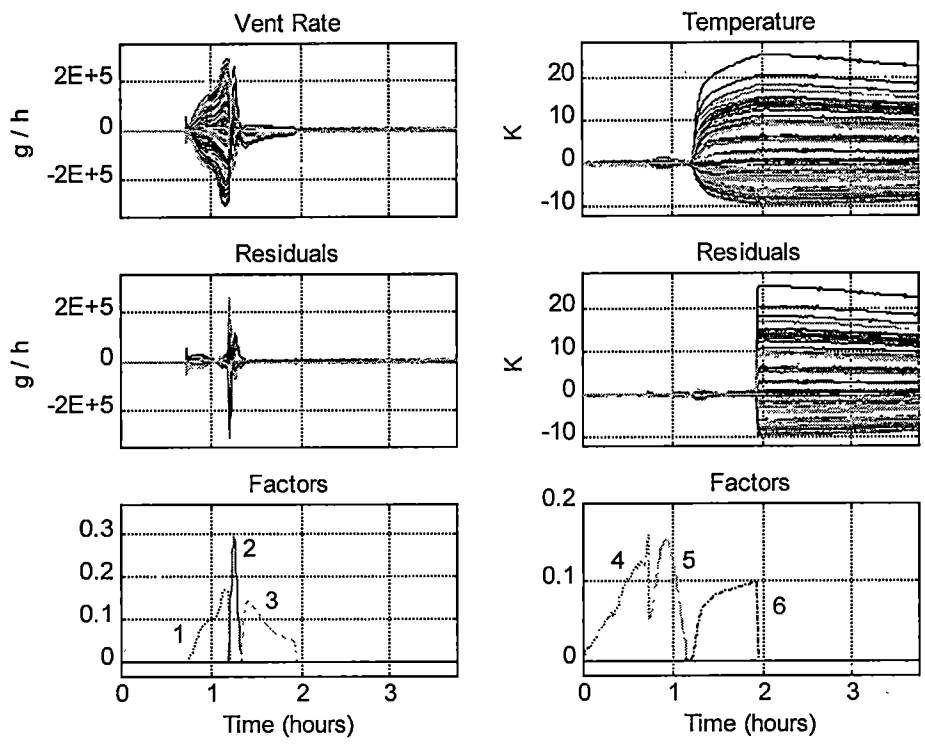 Vent Rate
2E+5
0
-2E+5
g / h
Temperature
20
10
0
-10
K
Residuals
2E+5
0
-2E+5
g / h
Residuals
20
10
0
-10
K
Factors
0.3
0.2
0.1
0
1
2
3
0 1 2 3
Time (hours)
Factors
0.2
0.1
0
4
5
6
0 1 2 3
Time (hours)